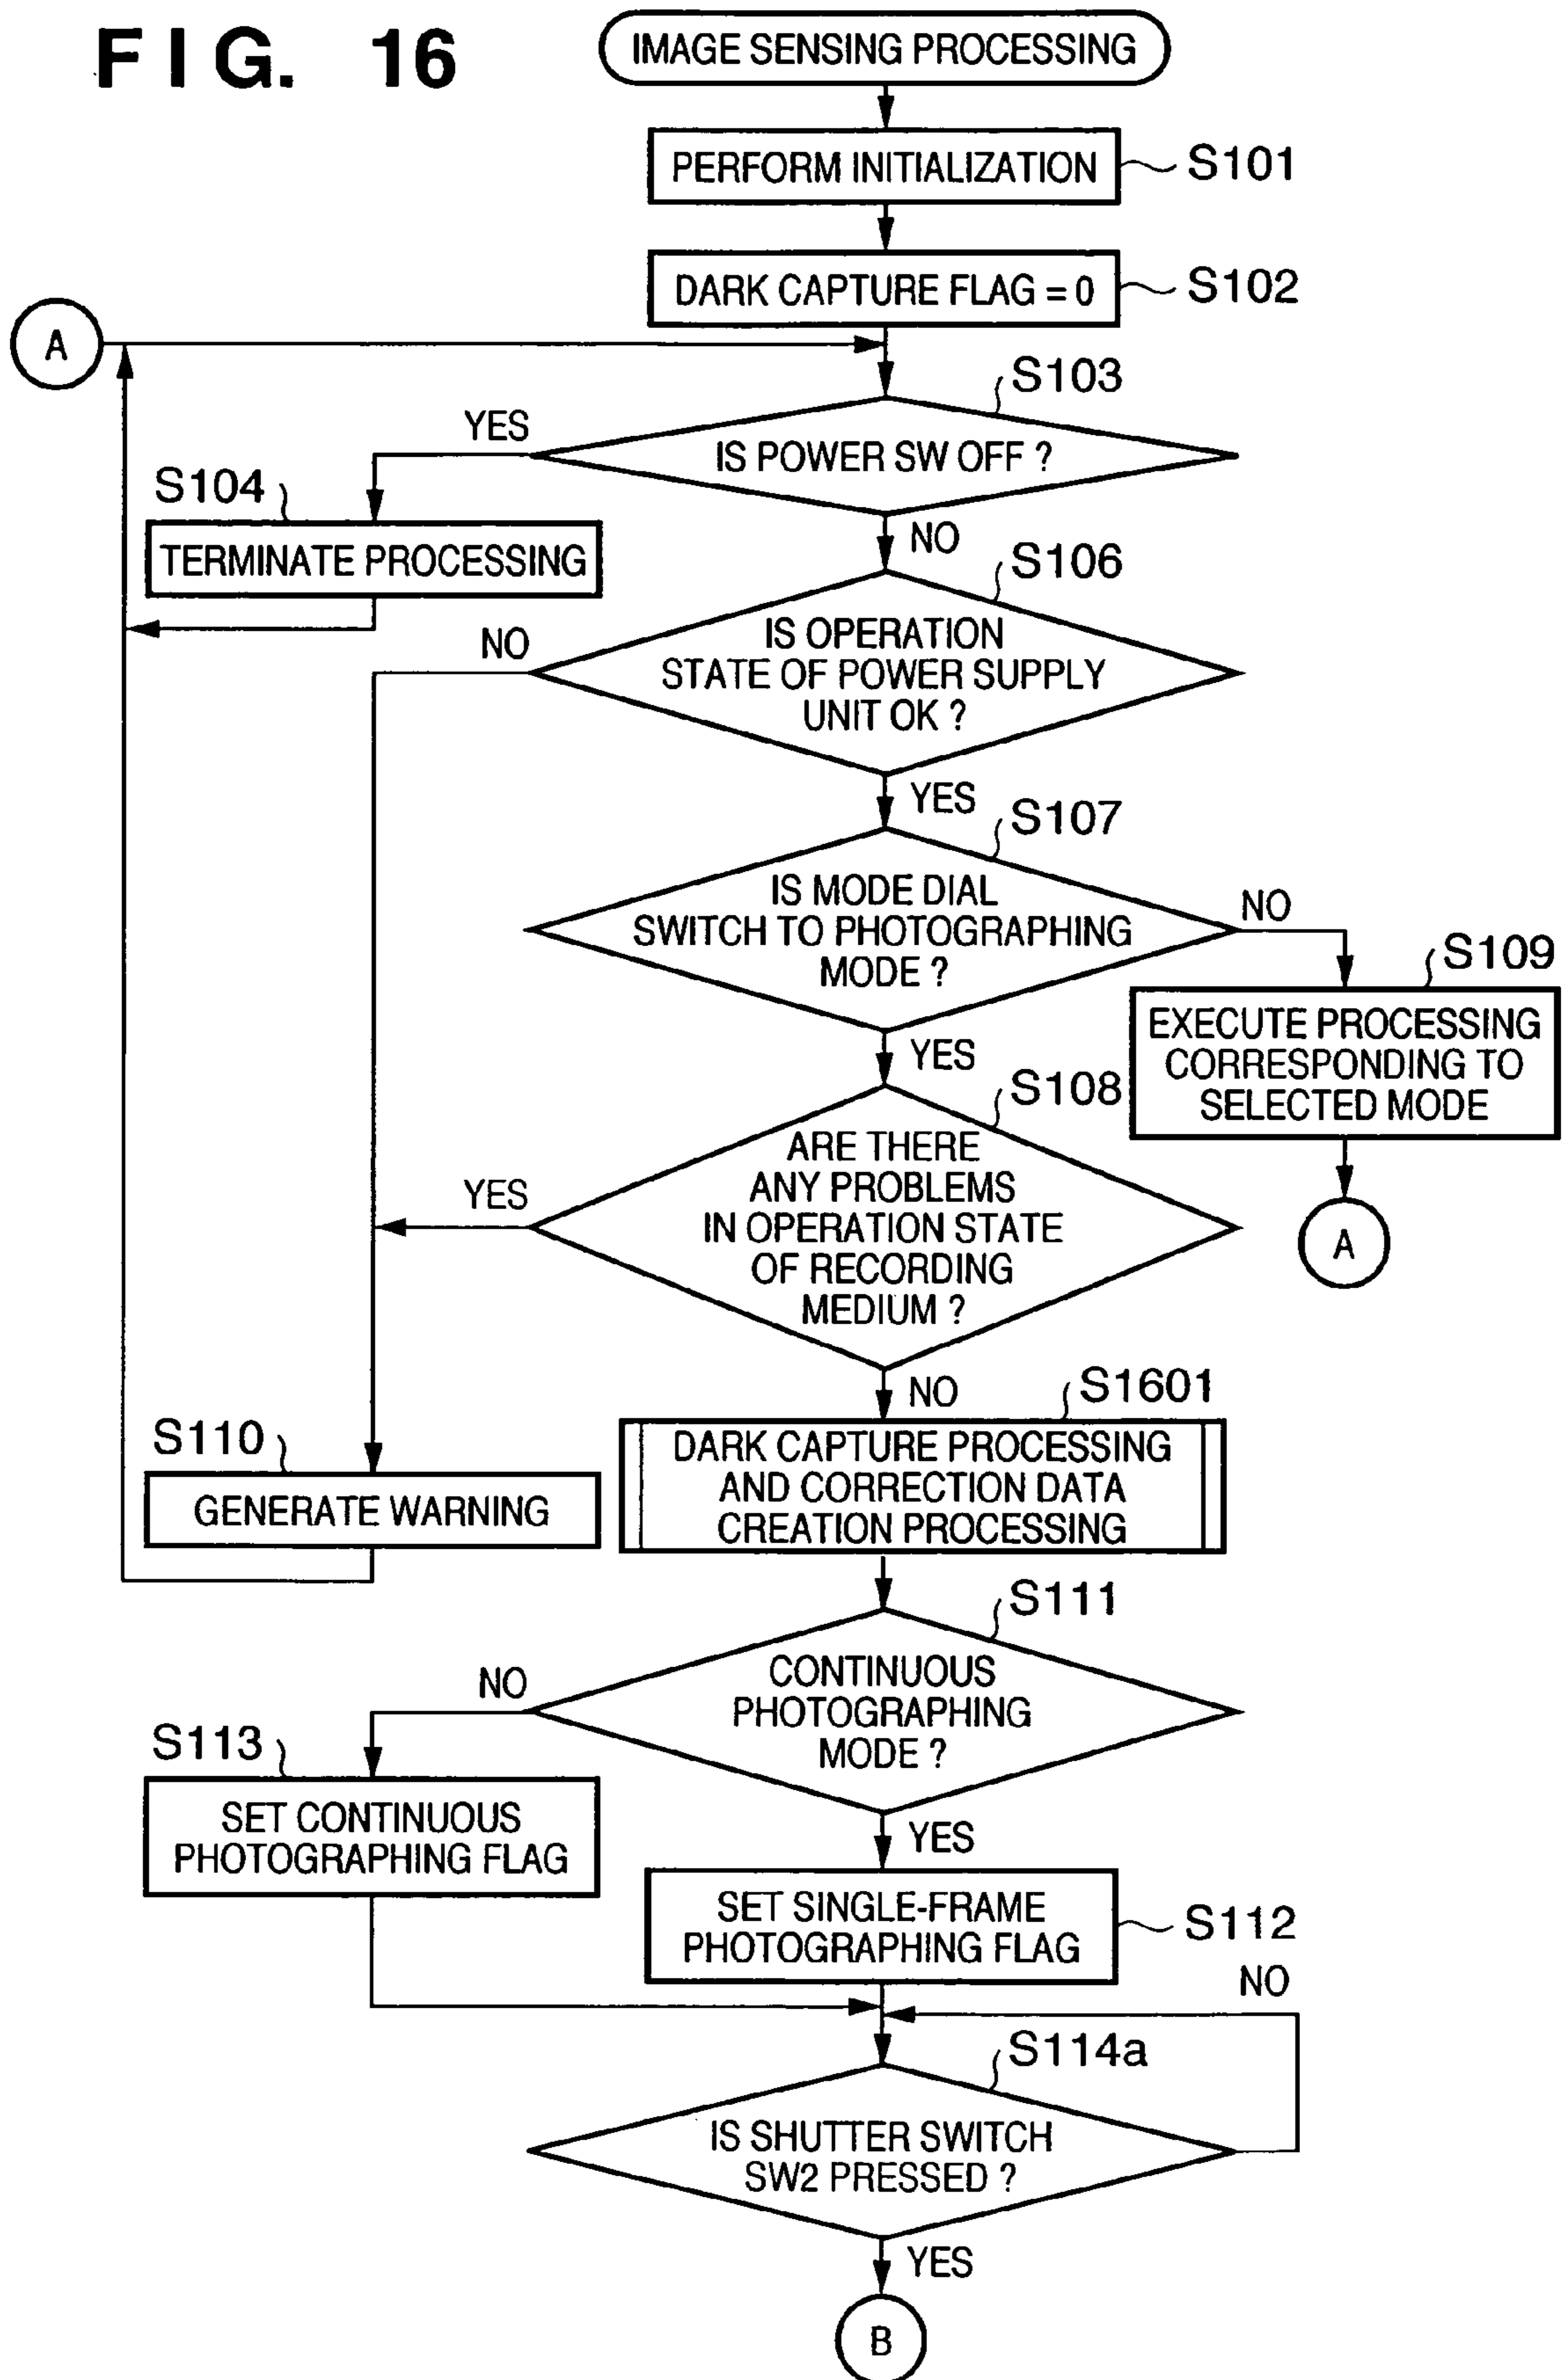 FIG. 16
IMAGE SENSING PROCESSING
PERFORM INITIALIZATION
S101
DARK CAPTURE FLAG = 0
S102
A
S103
YES
IS POWER SW OFF ?
S104
TERMINATE PROCESSING
NO
S106
NO
IS OPERATION
STATE OF POWER SUPPLY
UNIT OK ?
YES
S107
IS MODE DIAL
SWITCH TO PHOTOGRAPHING
MODE ?
NO
S109
EXECUTE PROCESSING
CORRESPONDING TO
SELECTED MODE
A
YES
S108
YES
ARE THERE
ANY PROBLEMS
IN OPERATION STATE
OF RECORDING
MEDIUM ?
NO
S1601
S110
GENERATE WARNING
DARK CAPTURE PROCESSING
AND CORRECTION DATA
CREATION PROCESSING
S111
NO
CONTINUOUS
PHOTOGRAPHING
MODE ?
S113
SET CONTINUOUS
PHOTOGRAPHING FLAG
YES
SET SINGLE-FRAME
PHOTOGRAPHING FLAG
S112
NO
S114a
IS SHUTTER SWITCH
SW2 PRESSED ?
YES
B